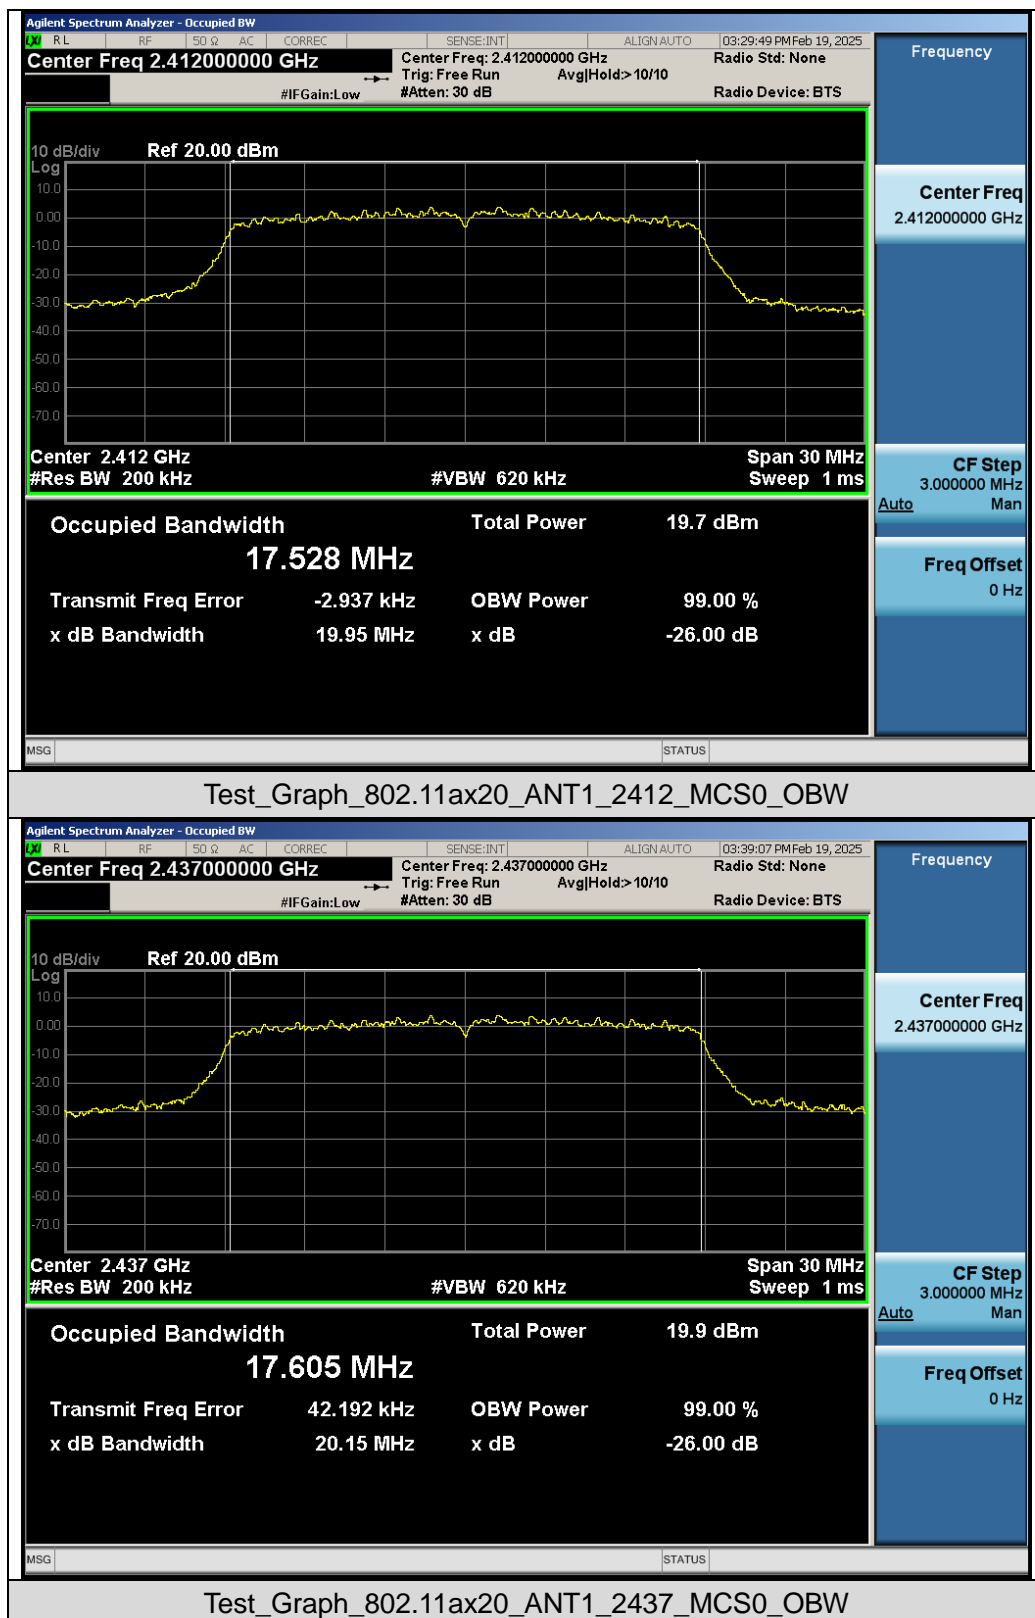 Agilent Spectrum Analyzer - Occupied BW
LXI RL RF 50 Ω AC CORREC SENSE:INT ALIGN AUTO 03:29:49 PM Feb 19, 2025
Center Freq 2.412000000 GHz
Center Freq: 2.412000000 GHz
Radio Std: None
Trig: Free Run Avg|Hold:> 10/10
#IFGain:Low
#Atten: 30 dB
Radio Device: BTS
Frequency
10 dB/div Ref 20.00 dBm
Log
10.0
0.00
-10.0
-20.0
-30.0
-40.0
-50.0
-60.0
-70.0
Center 2.412 GHz Span 30 MHz
#Res BW 200 kHz #VBW 620 kHz Sweep 1 ms
Center Freq
2.412000000 GHz
CF Step
3.000000 MHz
Auto Man
Freq Offset
0 Hz
Occupied Bandwidth Total Power 19.7 dBm
17.528 MHz
Transmit Freq Error -2.937 kHz OBW Power 99.00 %
x dB Bandwidth 19.95 MHz x dB -26.00 dB
MSG STATUS
Test_Graph_802.11ax20_ANT1_2412_MCS0_OBW
Agilent Spectrum Analyzer - Occupied BW
LXI RL RF 50 Ω AC CORREC SENSE:INT ALIGN AUTO 03:39:07 PM Feb 19, 2025
Center Freq 2.437000000 GHz
Center Freq: 2.437000000 GHz
Radio Std: None
Trig: Free Run Avg|Hold:> 10/10
#IFGain:Low
#Atten: 30 dB
Radio Device: BTS
Frequency
10 dB/div Ref 20.00 dBm
Log
10.0
0.00
-10.0
-20.0
-30.0
-40.0
-50.0
-60.0
-70.0
Center 2.437 GHz Span 30 MHz
#Res BW 200 kHz #VBW 620 kHz Sweep 1 ms
Center Freq
2.437000000 GHz
CF Step
3.000000 MHz
Auto Man
Freq Offset
0 Hz
Occupied Bandwidth Total Power 19.9 dBm
17.605 MHz
Transmit Freq Error 42.192 kHz OBW Power 99.00 %
x dB Bandwidth 20.15 MHz x dB -26.00 dB
MSG STATUS
Test_Graph_802.11ax20_ANT1_2437_MCS0_OBW